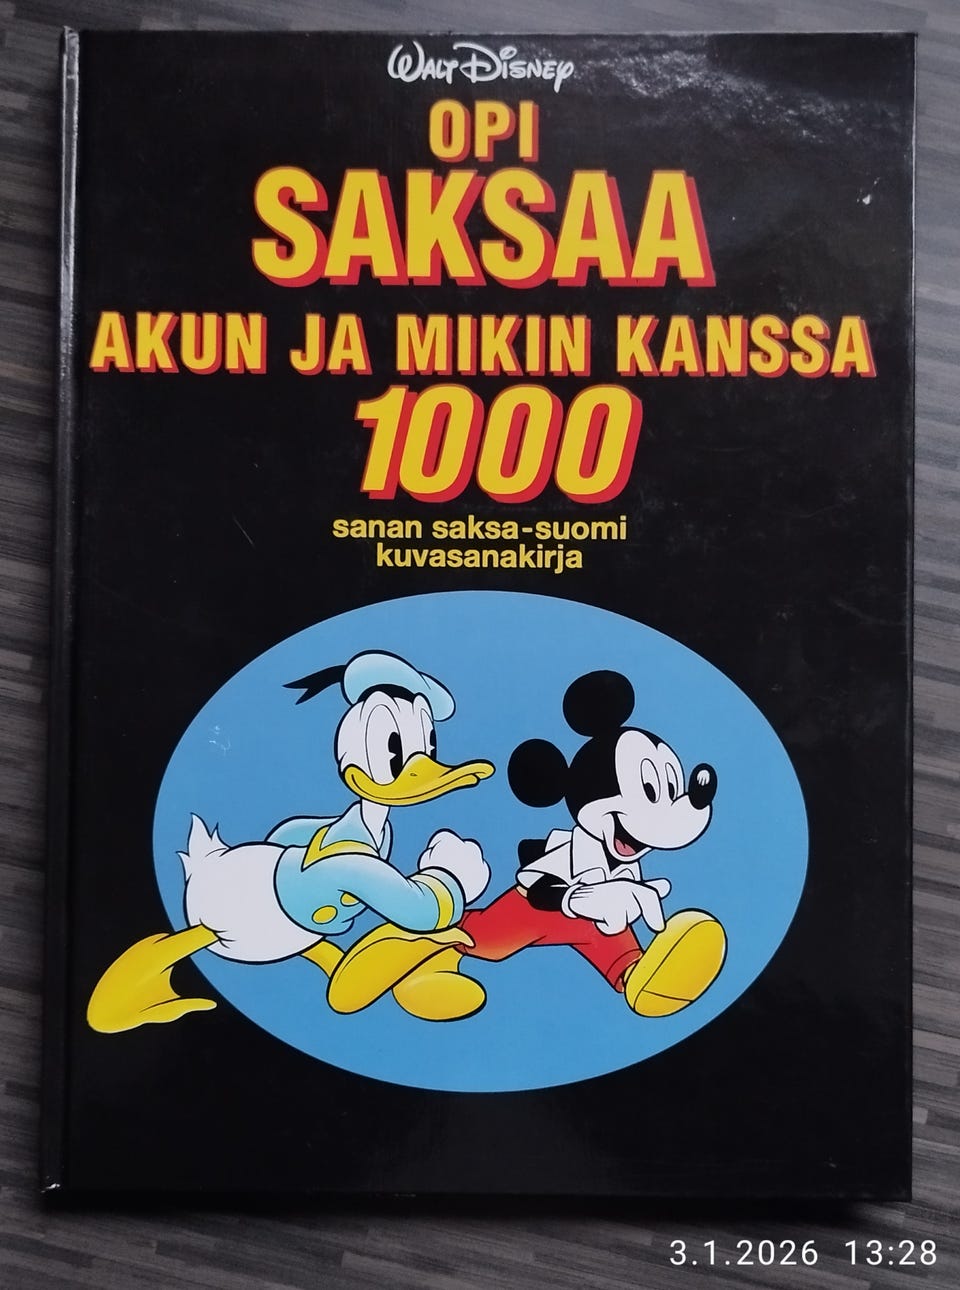 WALT DISNEY
OPI
SAKSAA
AKUN JA MIKIN KANSSA
1000
sanan saksa-suomi
kuvasanakirja
3.1.2026 13:28